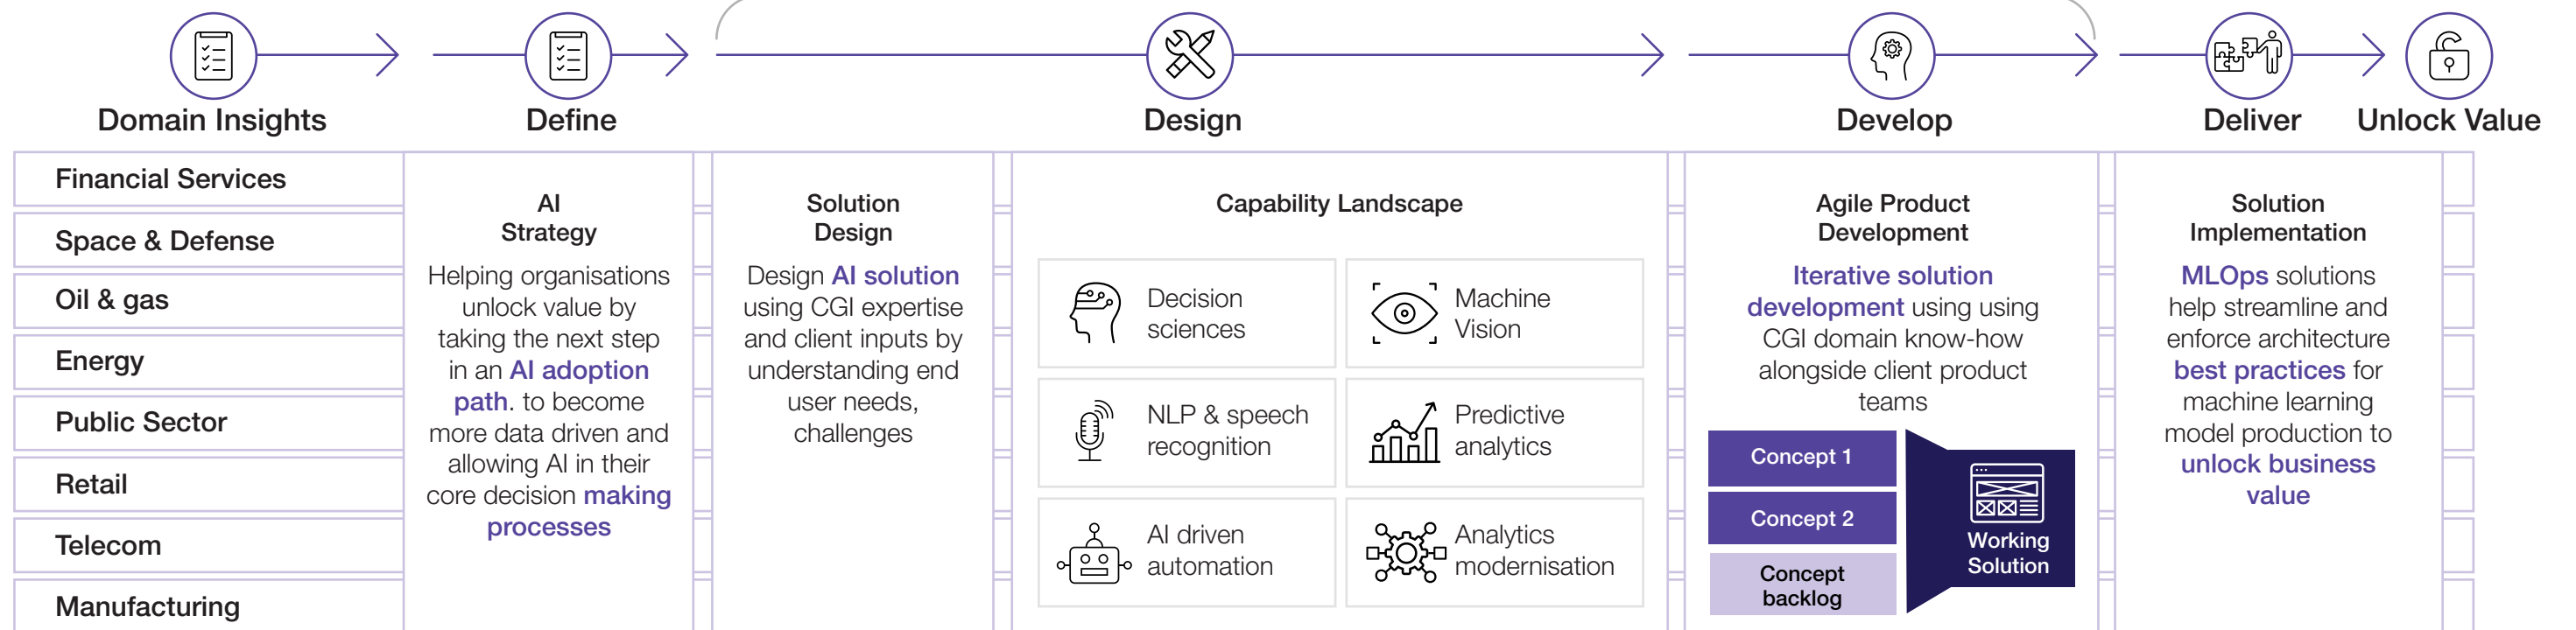 Domain Insights
Define
Design
Develop
Deliver
Unlock Value
Financial Services
Space & Defense
Oil & gas
Energy
Public Sector
Retail
Telecom
Manufacturing
AI
Strategy
Helping organisations
unlock value by
taking the next step
in an AI adoption
path. to become
more data driven and
allowing AI in their
core decision making
processes
Solution
Design
Design AI solution
using CGI expertise
and client inputs by
understanding end
user needs,
challenges
Capability Landscape
Decision
sciences
Machine
Vision
NLP & speech
recognition
Predictive
analytics
AI driven
automation
Analytics
modernisation
Agile Product
Development
Iterative solution
development using using
CGI domain know-how
alongside client product
teams
Concept 1
Concept 2
Concept
backlog
Working
Solution
Solution
Implementation
MLOps solutions
help streamline and
enforce architecture
best practices for
machine learning
model production to
unlock business
value